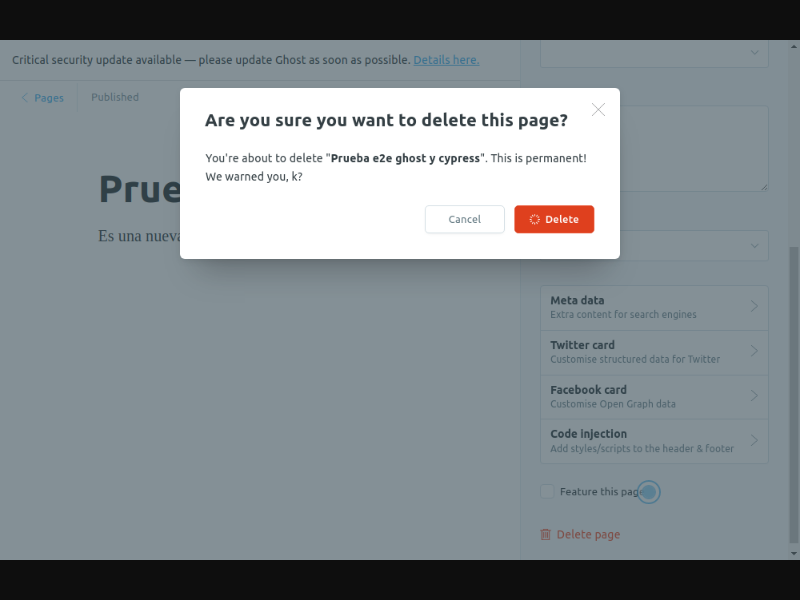 Critical security update available — please update Ghost as soon as possible. Details here.
Pages
Published
Are you sure you want to delete this page?
You're about to delete "Prueba e2e ghost y cypress". This is permanent!
We warned you, k?
Cancel
Delete
Prue
Es una nueva
Meta data
Extra content for search engines
Twitter card
Customise structured data for Twitter
Facebook card
Customise Open Graph data
Code injection
Add styles/scripts to the header & footer
Feature this page
Delete page